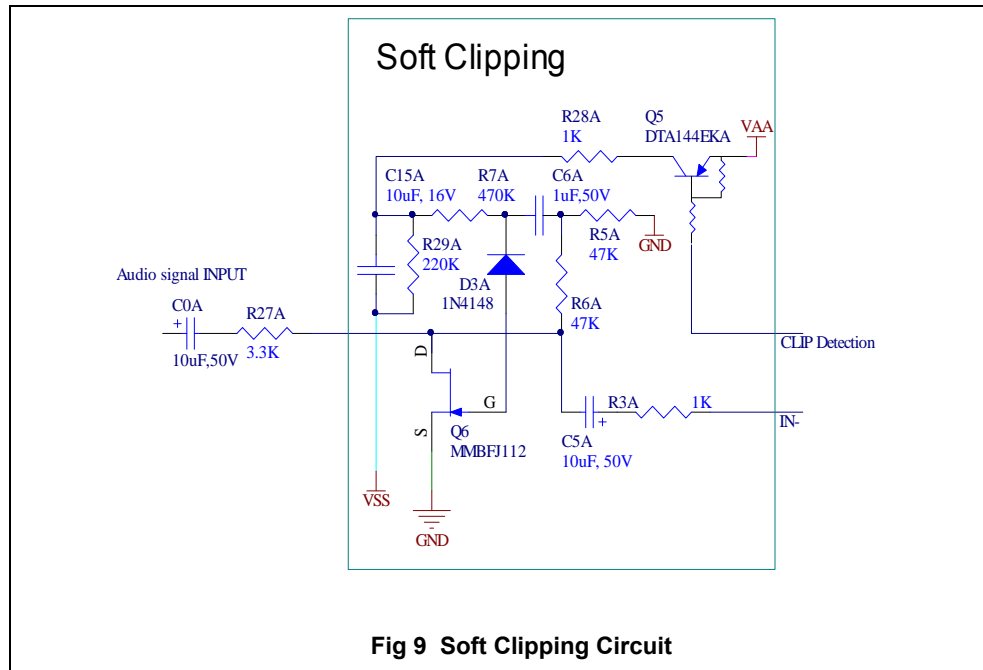 Soft Clipping
R28A
1K
Q5
DTA144EKA
VAA
C15A
10uF, 16V
R7A
470K
C6A
1uF,50V
R5A
47K
GND
R29A
220K
D3A
1N4148
R6A
47K
Audio signal INPUT
C0A
+
10uF,50V
R27A
3.3K
CLIP Detection
D
G
S
Q6
MMBFJ112
R3A
1K
IN-
+
C5A
10uF, 50V
VSS
GND
Fig 9 Soft Clipping Circuit